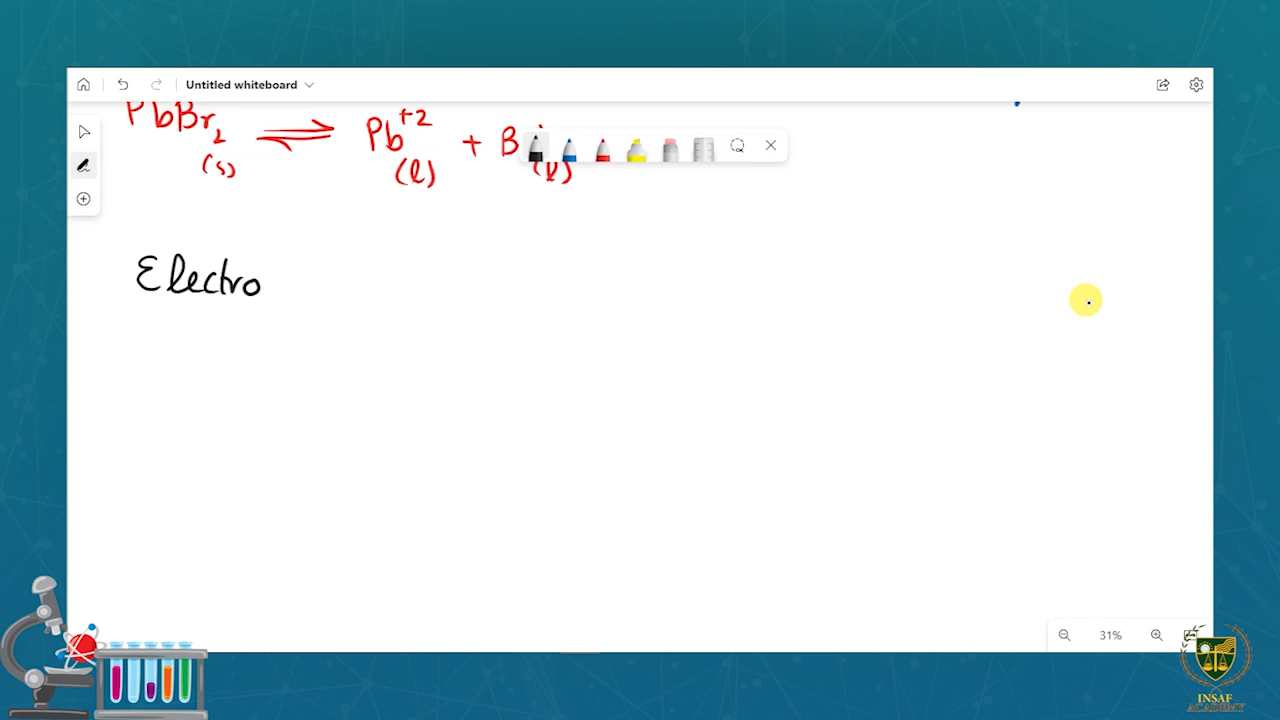 Untitled whiteboard
PbBr₂ ⇌ Pb⁺² + B
(s) (l) (l)
Electro
31%
INSAF
ACADEMY